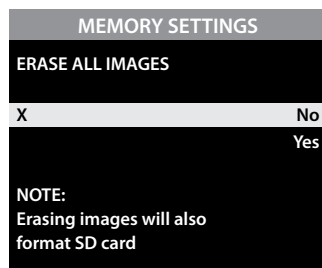 MEMORY SETTINGS
ERASE ALL IMAGES
X No
Yes
NOTE:
Erasing images will also
format SD card